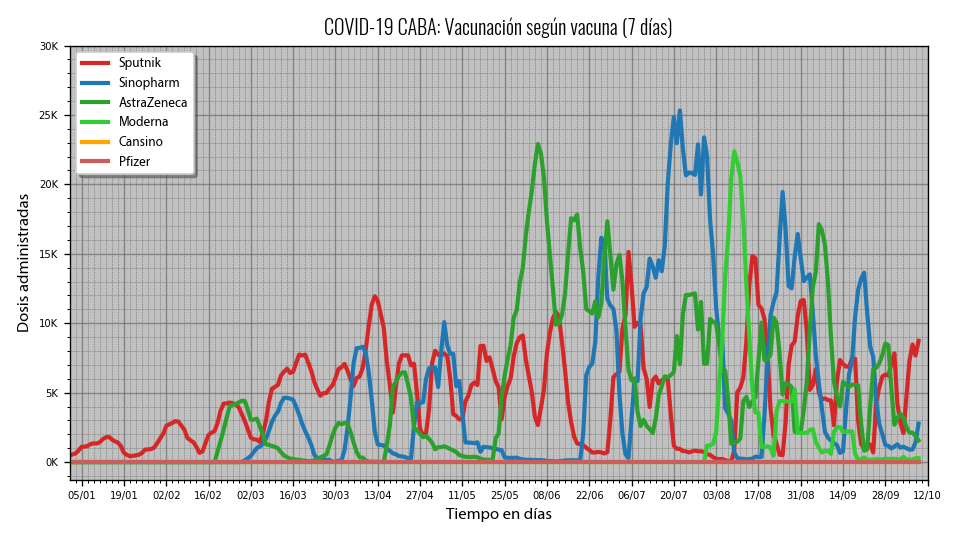 COVID-19 CABA: Vacunación según vacuna (7 días)
30K
25K
20K
15K
10K
5K
0K
Dosis administradas
Sputnik
Sinopharm
AstraZeneca
Moderna
Cansino
Pfizer
05/01 19/01 02/02 16/02 02/03 16/03 30/03 13/04 27/04 11/05 25/05 08/06 22/06 06/07 20/07 03/08 17/08 31/08 14/09 28/09 12/10
Tiempo en días